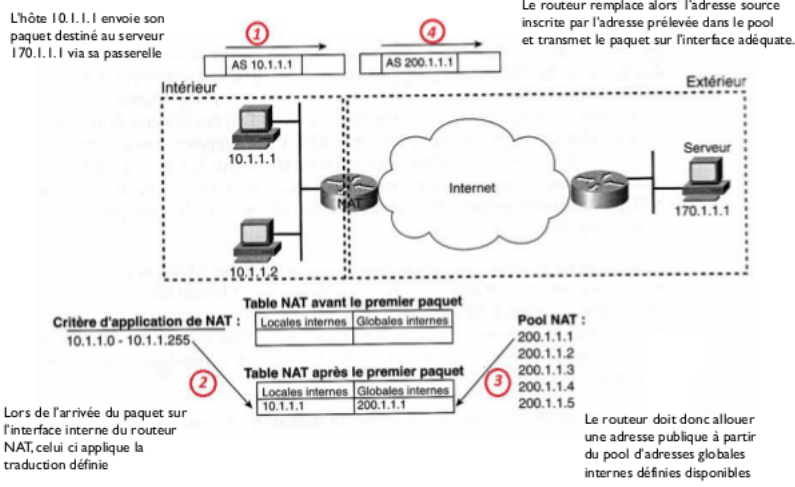 L'hôte 10.1.1.1 envoie son
paquet destiné au serveur
170.1.1.1 via sa passerelle
Le routeur remplace alors l'adresse source
inscrite par l'adresse prélevée dans le pool
et transmet le paquet sur l'interface adéquate.
1
4
AS 10.1.1.1
AS 200.1.1.1
Intérieur
Extérieur
10.1.1.1
NAT
Internet
Serveur
170.1.1.1
10.1.1.2
Table NAT avant le premier paquet
Locales internes Globales internes
Critère d'application de NAT :
10.1.1.0 - 10.1.1.255
2
Table NAT après le premier paquet
Locales internes Globales internes
10.1.1.1 200.1.1.1
3
Pool NAT :
200.1.1.1
200.1.1.2
200.1.1.3
200.1.1.4
200.1.1.5
Lors de l'arrivée du paquet sur
l'interface interne du routeur
NAT, celui ci applique la
traduction définie
Le routeur doit donc allouer
une adresse publique à partir
du pool d'adresses globales
internes définies disponibles